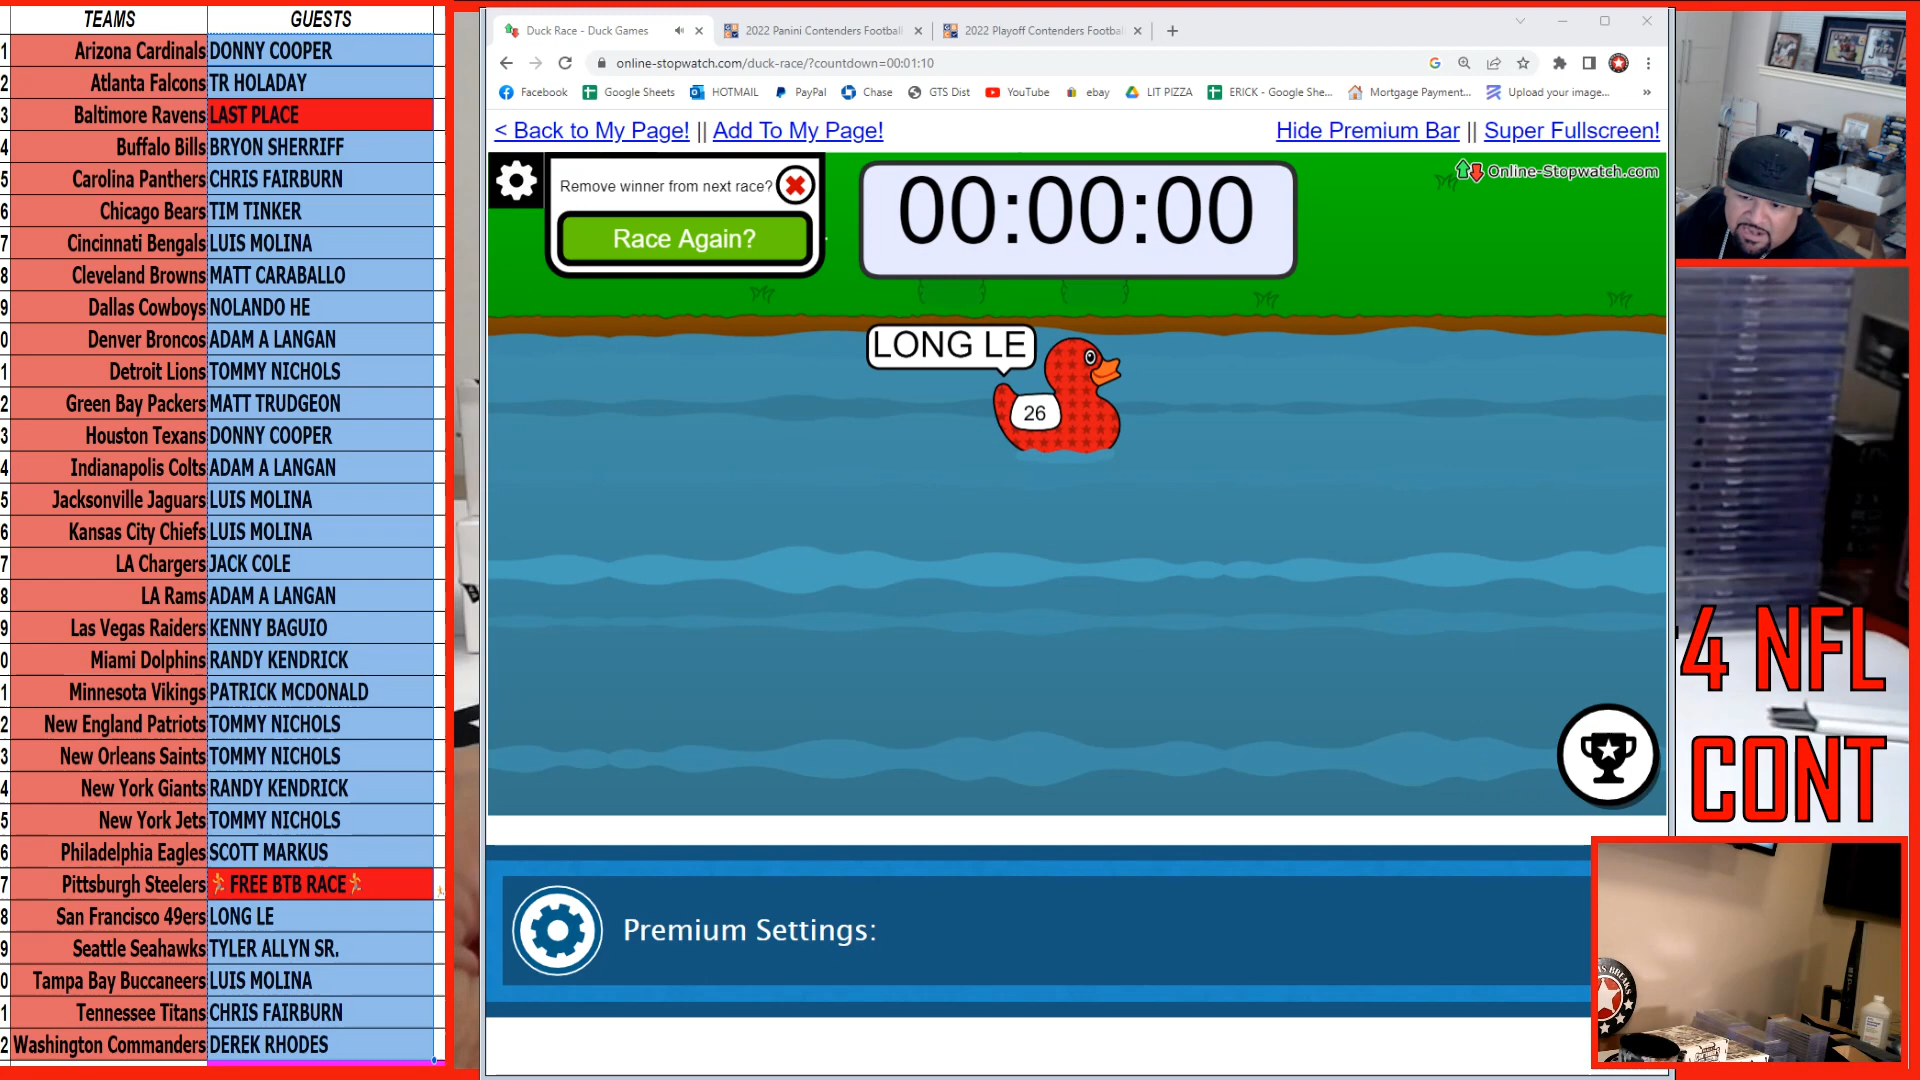 TEAMS GUESTS
1 Arizona Cardinals DONNY COOPER
2 Atlanta Falcons TR HOLADAY
3 Baltimore Ravens LAST PLACE
4 Buffalo Bills BRYON SHERRIFF
5 Carolina Panthers CHRIS FAIRBURN
6 Chicago Bears TIM TINKER
7 Cincinnati Bengals LUIS MOLINA
8 Cleveland Browns MATT CARABALLO
9 Dallas Cowboys NOLANDO HE
0 Denver Broncos ADAM A LANGAN
1 Detroit Lions TOMMY NICHOLS
2 Green Bay Packers MATT TRUDGEON
3 Houston Texans DONNY COOPER
4 Indianapolis Colts ADAM A LANGAN
5 Jacksonville Jaguars LUIS MOLINA
6 Kansas City Chiefs LUIS MOLINA
7 LA Chargers JACK COLE
8 LA Rams ADAM A LANGAN
9 Las Vegas Raiders KENNY BAGUIO
0 Miami Dolphins RANDY KENDRICK
1 Minnesota Vikings PATRICK MCDONALD
2 New England Patriots TOMMY NICHOLS
3 New Orleans Saints TOMMY NICHOLS
4 New York Giants RANDY KENDRICK
5 New York Jets TOMMY NICHOLS
6 Philadelphia Eagles SCOTT MARKUS
7 Pittsburgh Steelers 🏃FREE BTB RACE🏃
8 San Francisco 49ers LONG LE
9 Seattle Seahawks TYLER ALLYN SR.
0 Tampa Bay Buccaneers LUIS MOLINA
1 Tennessee Titans CHRIS FAIRBURN
2 Washington Commanders DEREK RHODES
Duck Race - Duck Games 2022 Panini Contenders Football 2022 Playoff Contenders Footbal
online-stopwatch.com/duck-race/?countdown=00:01:10
Facebook Google Sheets HOTMAIL PayPal Chase GTS Dist YouTube ebay LIT PIZZA ERICK - Google She... Mortgage Payment... Upload your image... »
< Back to My Page! || Add To My Page! Hide Premium Bar || Super Fullscreen!
Remove winner from next race?
Race Again?
00:00:00
Online-Stopwatch.com
LONG LE
26
Premium Settings:
4 NFL
CONT